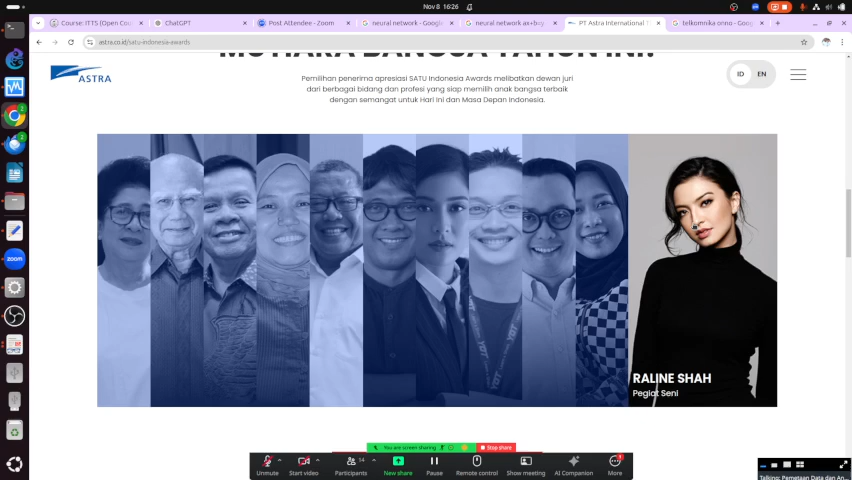 Nov 8 16:26
Course: ITTS (Open Cou
ChatGPT
Post Attendee - Zoom
neural network - Google
neural network ax+by
PT Astra International T
telkomnika orino - Goog
astra.co.id/satu-indonesia-awards
ASTRA
ID EN
Pemilihan penerima apresiasi SATU Indonesia Awards melibatkan dewan juri
dari berbagai bidang dan profesi yang siap memilih anak bangsa terbaik
dengan semangat untuk Hari Ini dan Masa Depan Indonesia.
RALINE SHAH
Pegiat Seni
zoom
You are screen sharing
Stop share
Unmute
Start video
Participants
14
New share
Pause
Remote control
Show meeting
AI Companion
More
Talking: Pemetaan Data dan An...